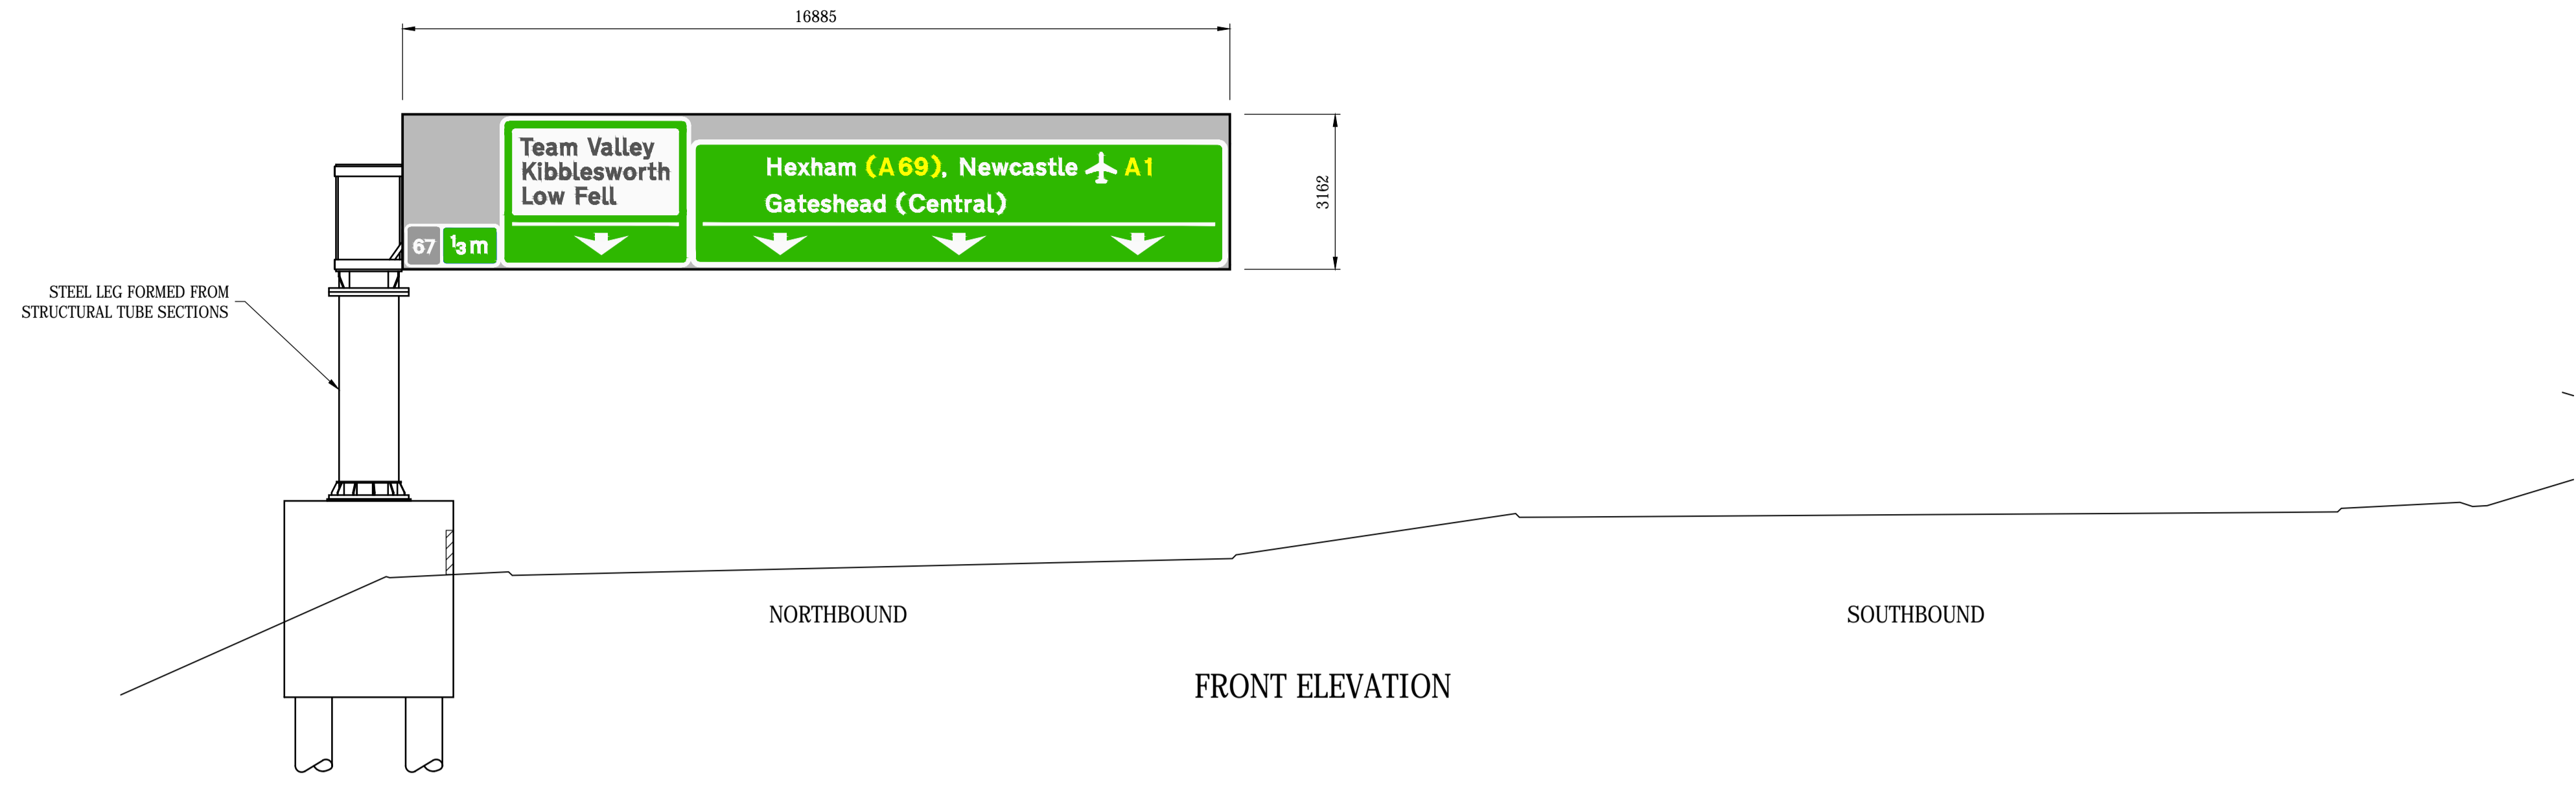 16885
Team Valley
Kibblesworth
Low Fell
Hexham (A69), Newcastle A1
Gateshead (Central)
67 1/3m
3162
STEEL LEG FORMED FROM
STRUCTURAL TUBE SECTIONS
NORTHBOUND
SOUTHBOUND
FRONT ELEVATION